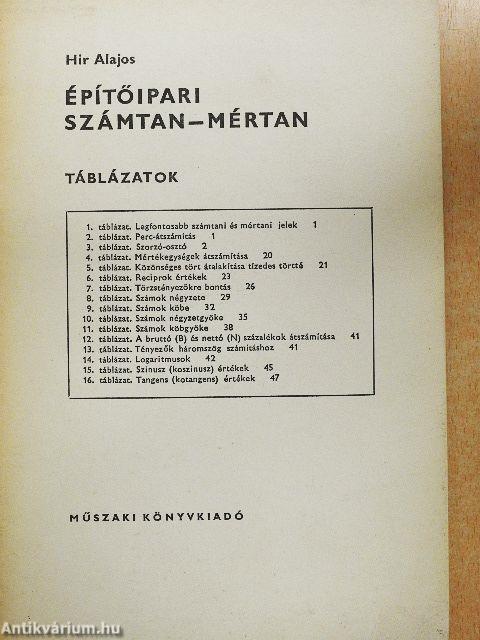 Hir Alajos
ÉPÍTŐIPARI
SZÁMTAN—MÉRTAN
TÁBLÁZATOK
1. táblázat. Legfontosabb számtani és mértani jelek 1
2. táblázat. Perc-átszámítás 1
3. táblázat. Szorzó-osztó 2
4. táblázat. Mértékegységek átszámítása 20
5. táblázat. Közönséges tört átalakítása tizedes törtté 21
6. táblázat. Reciprok értékek 23
7. táblázat. Törzstényezőkre bontás 26
8. táblázat. Számok négyzete 29
9. táblázat. Számok köbe 32
10. táblázat. Számok négyzetgyöke 35
11. táblázat. Számok köbgyöke 38
12. táblázat. A bruttó (B) és nettó (N) százalékok átszámítása 41
13. táblázat. Tényezők háromszög számításhoz 41
14. táblázat. Logaritmusok 42
15. táblázat. Szinusz (koszinusz) értékek 45
16. táblázat. Tangens (kotangens) értékek 47
MŰSZAKI KÖNYVKIADÓ
Antikvárium.hu